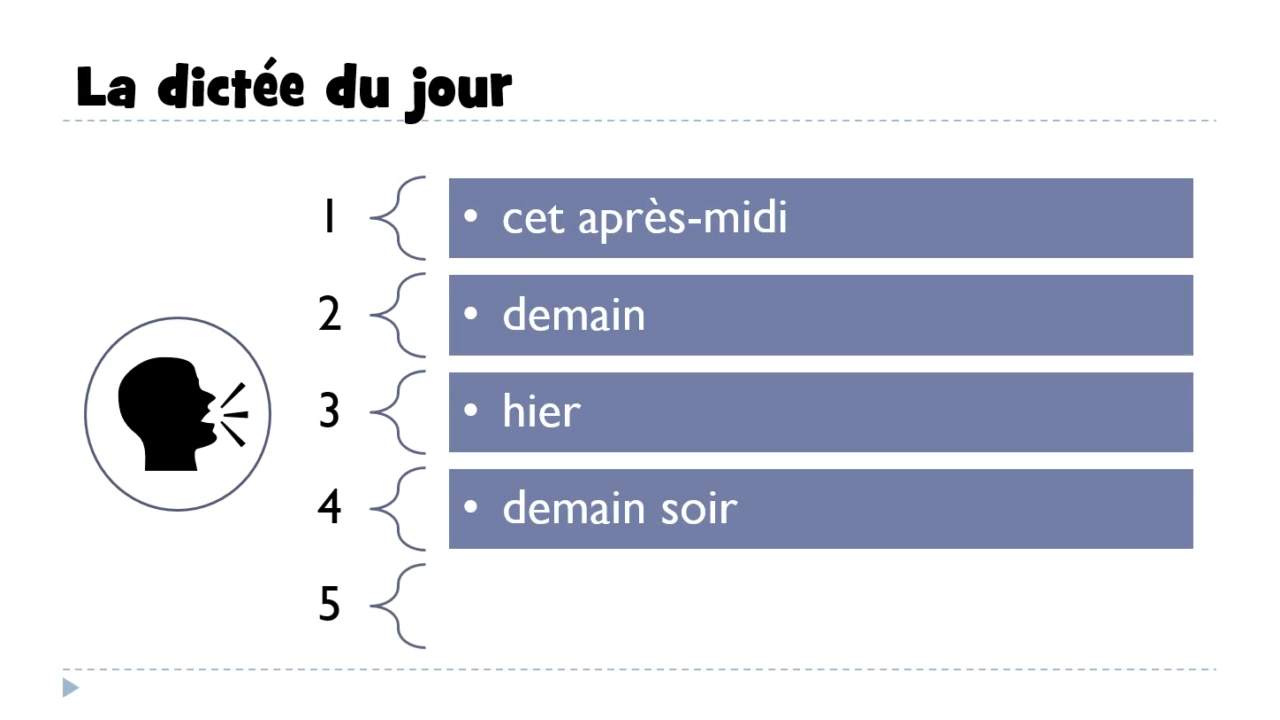 La dictée du jour
1 • cet après-midi
2 • demain
3 • hier
4 • demain soir
5